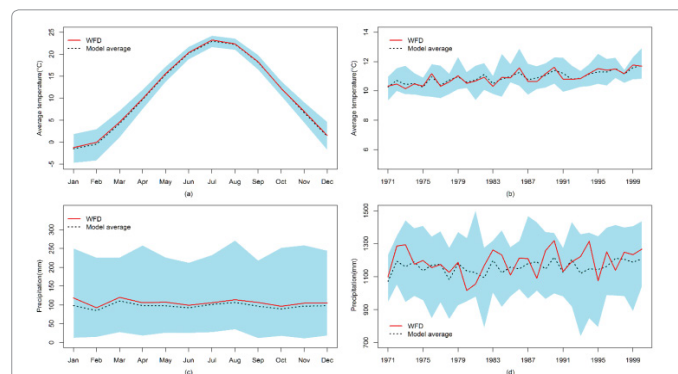 WFD
Model average
Average temperature(°C)
25
20
15
10
5
0
-5
Jan Feb Mar Apr May Jun Jul Aug Sep Oct Nov Dec
(a)
WFD
Model average
Average temperature(°C)
14
12
10
8
6
1971 1975 1979 1983 1987 1991 1995 1999
(b)
WFD
Model average
Precipitation(mm)
300
250
200
150
100
50
0
Jan Feb Mar Apr May Jun Jul Aug Sep Oct Nov Dec
(c)
WFD
Model average
Precipitation(mm)
1500
1300
1100
900
700
1971 1975 1979 1983 1987 1991 1995 1999
(d)